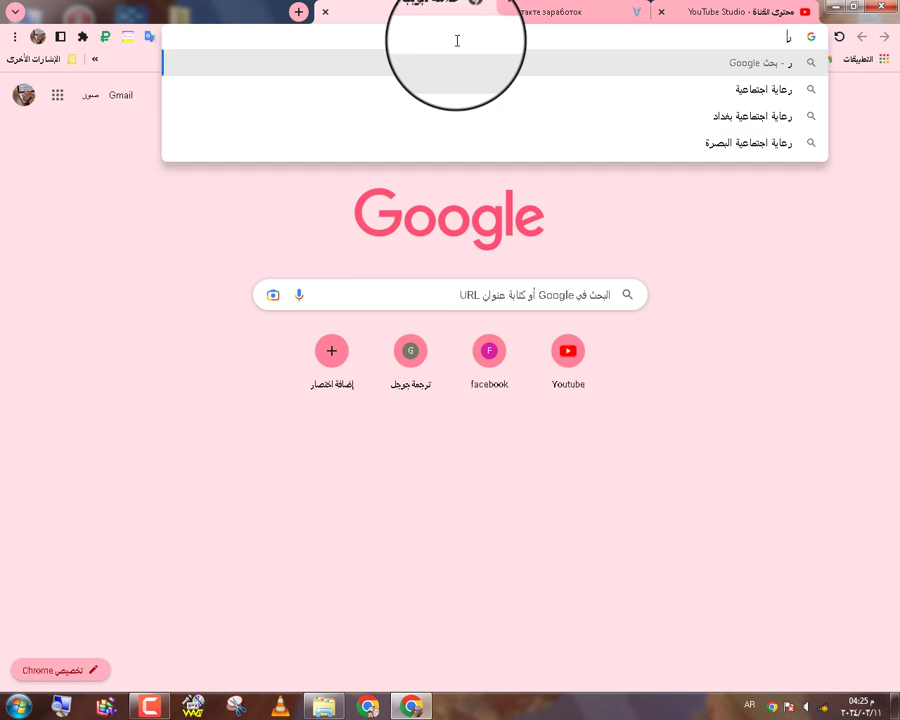 محتوى القناة - YouTube Studio
такте заработок
ر
ر - بحث Google
رعاية اجتماعية
رعاية اجتماعية بغداد
رعاية اجتماعية البصرة
التطبيقات
الإشارات الأخرى
Gmail
صور
Google
البحث في Google أو كتابة عنوان URL
Youtube
facebook
F
ترجمة جوجل
G
إضافة اختصار
تخصيص Chrome
AR
04:25 م
٢٠٢٤/٠٣/١١